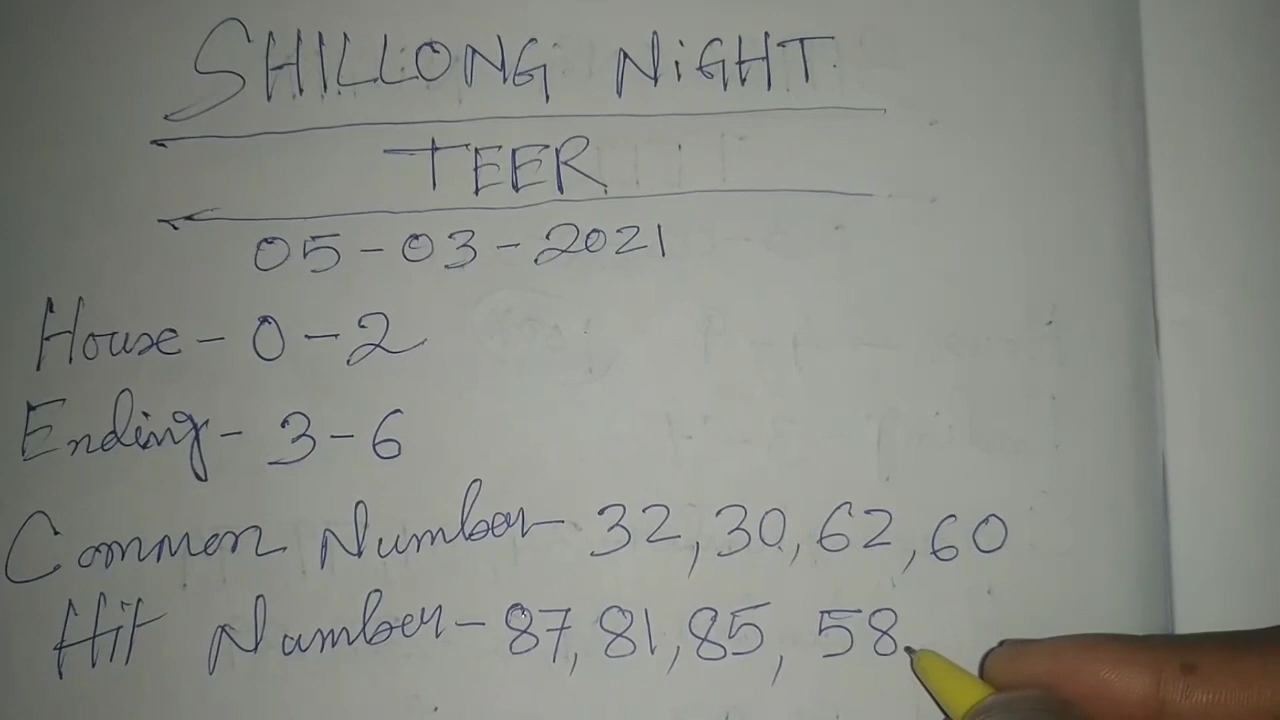 SHILLONG NiGHT
TEER
05-03-2021
House - 0-2
Ending - 3-6
Common Number - 32, 30, 62, 60
Hit Number - 87, 81, 85, 58